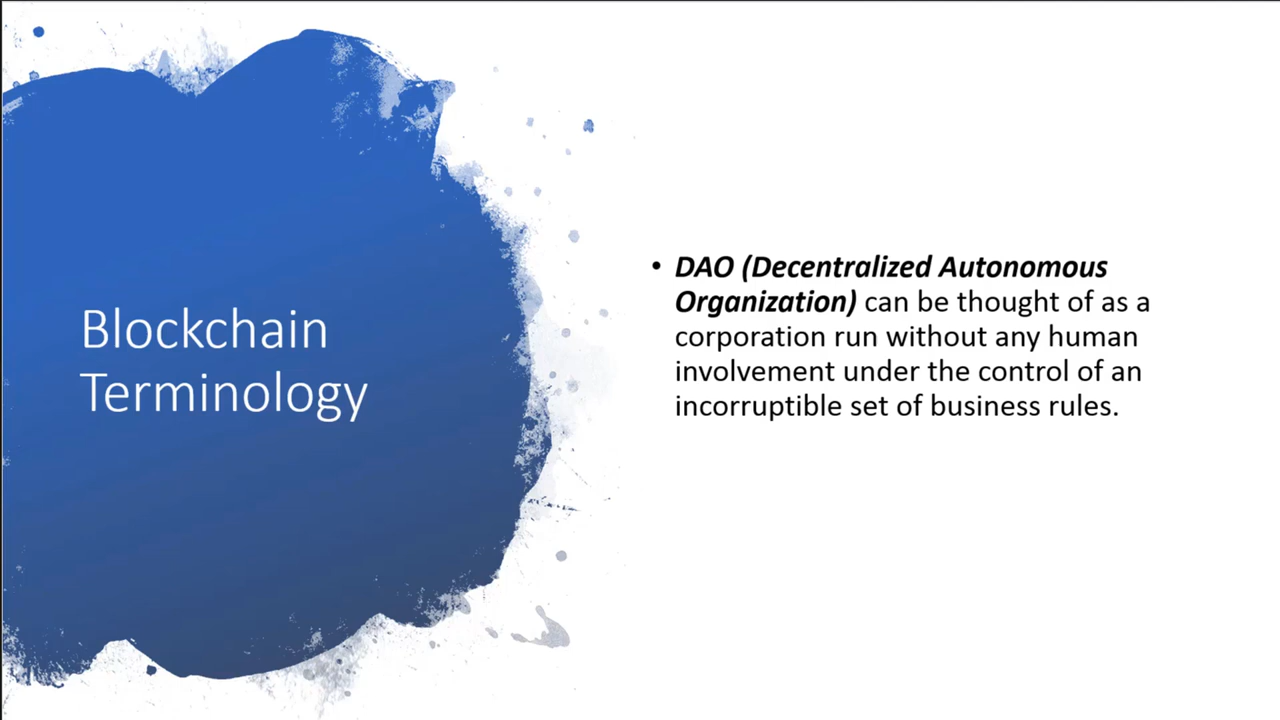 Blockchain
Terminology
• DAO (Decentralized Autonomous
Organization) can be thought of as a
corporation run without any human
involvement under the control of an
incorruptible set of business rules.